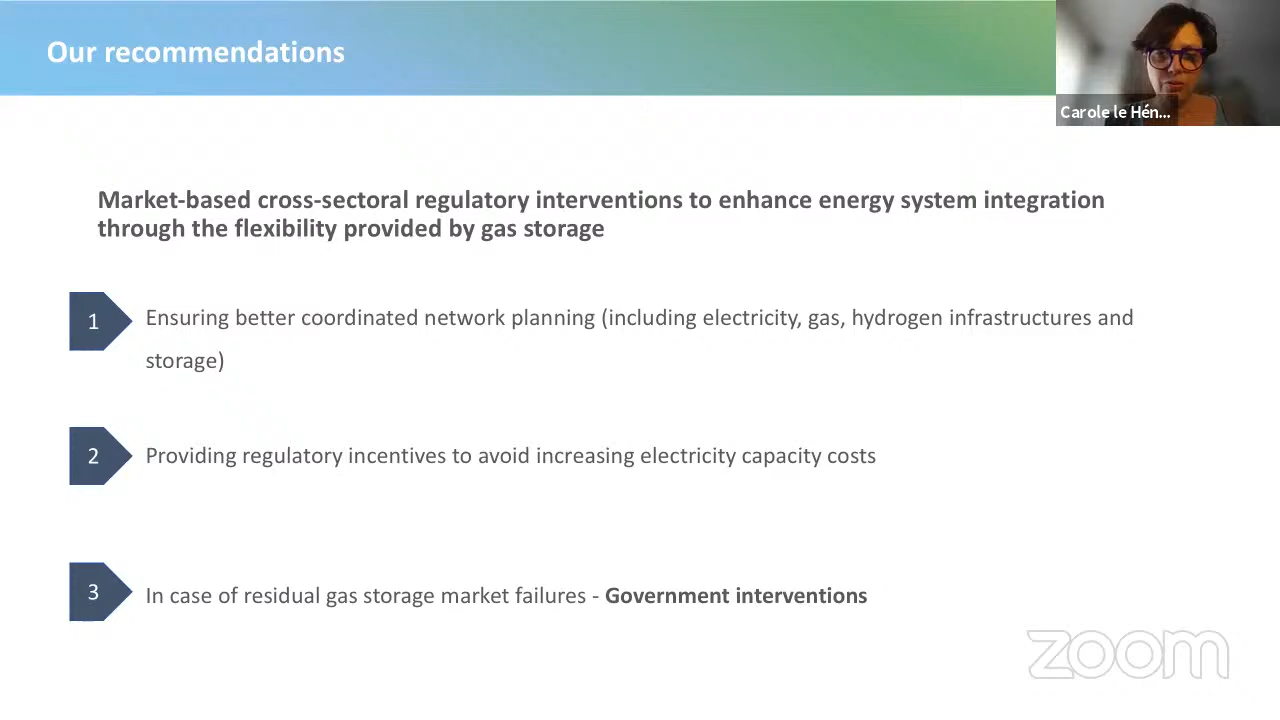 Our recommendations
Carole le Hén...
Market-based cross-sectoral regulatory interventions to enhance energy system integration
through the flexibility provided by gas storage
1
Ensuring better coordinated network planning (including electricity, gas, hydrogen infrastructures and
storage)
2
Providing regulatory incentives to avoid increasing electricity capacity costs
3
In case of residual gas storage market failures - Government interventions
zoom